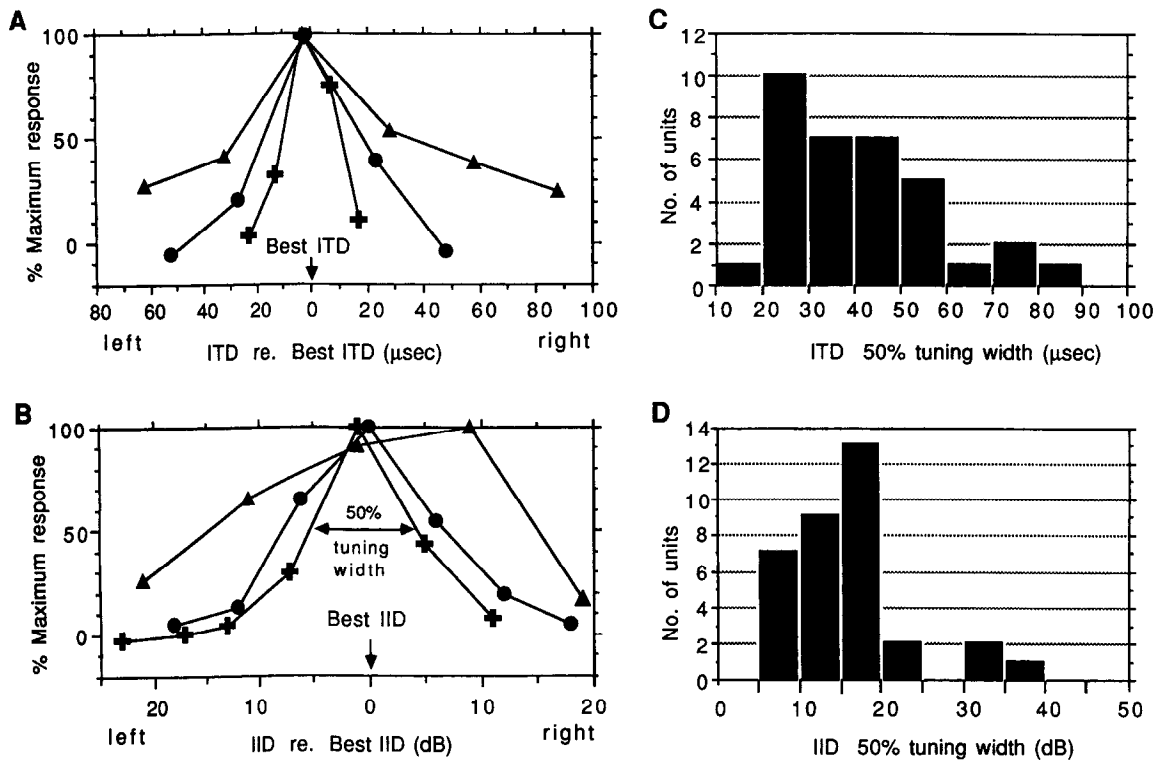 A
% Maximum response
100
50
0
Best ITD
80 60 40 20 0 20 40 60 80 100
left right
ITD re. Best ITD (µsec)
C
No. of units
12
10
8
6
4
2
0
10 20 30 40 50 60 70 80 90 100
ITD 50% tuning width (µsec)
B
% Maximum response
100
50
0
50%
tuning
width
Best IID
20 10 0 10 20
left right
IID re. Best IID (dB)
D
No. of units
14
12
10
8
6
4
2
0
0 10 20 30 40 50
IID 50% tuning width (dB)